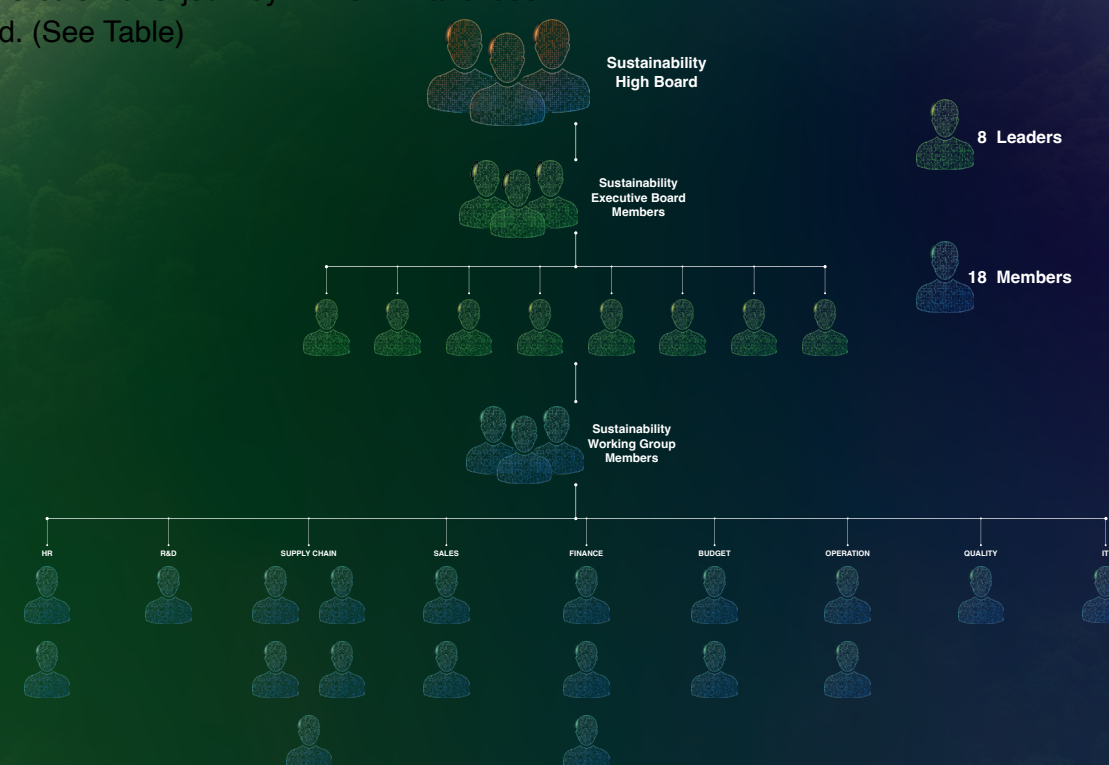 d. (See Table)
Sustainability
High Board
8 Leaders
Sustainability
Executive Board
Members
18 Members
Sustainability
Working Group
Members
HR
R&D
SUPPLY CHAIN
SALES
FINANCE
BUDGET
OPERATION
QUALITY
IT